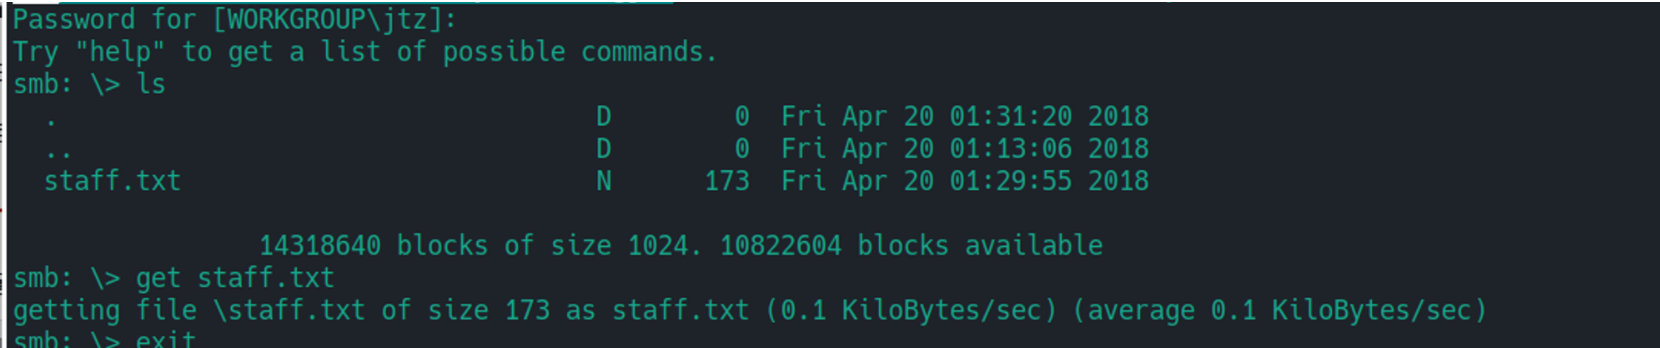 Password for [WORKGROUP\jtz]:
Try "help" to get a list of possible commands.
smb: \> ls
  .                                   D        0  Fri Apr 20 01:31:20 2018
  ..                                  D        0  Fri Apr 20 01:13:06 2018
  staff.txt                           N      173  Fri Apr 20 01:29:55 2018
                14318640 blocks of size 1024. 10822604 blocks available
smb: \> get staff.txt
getting file \staff.txt of size 173 as staff.txt (0.1 KiloBytes/sec) (average 0.1 KiloBytes/sec)
smb: \> exit